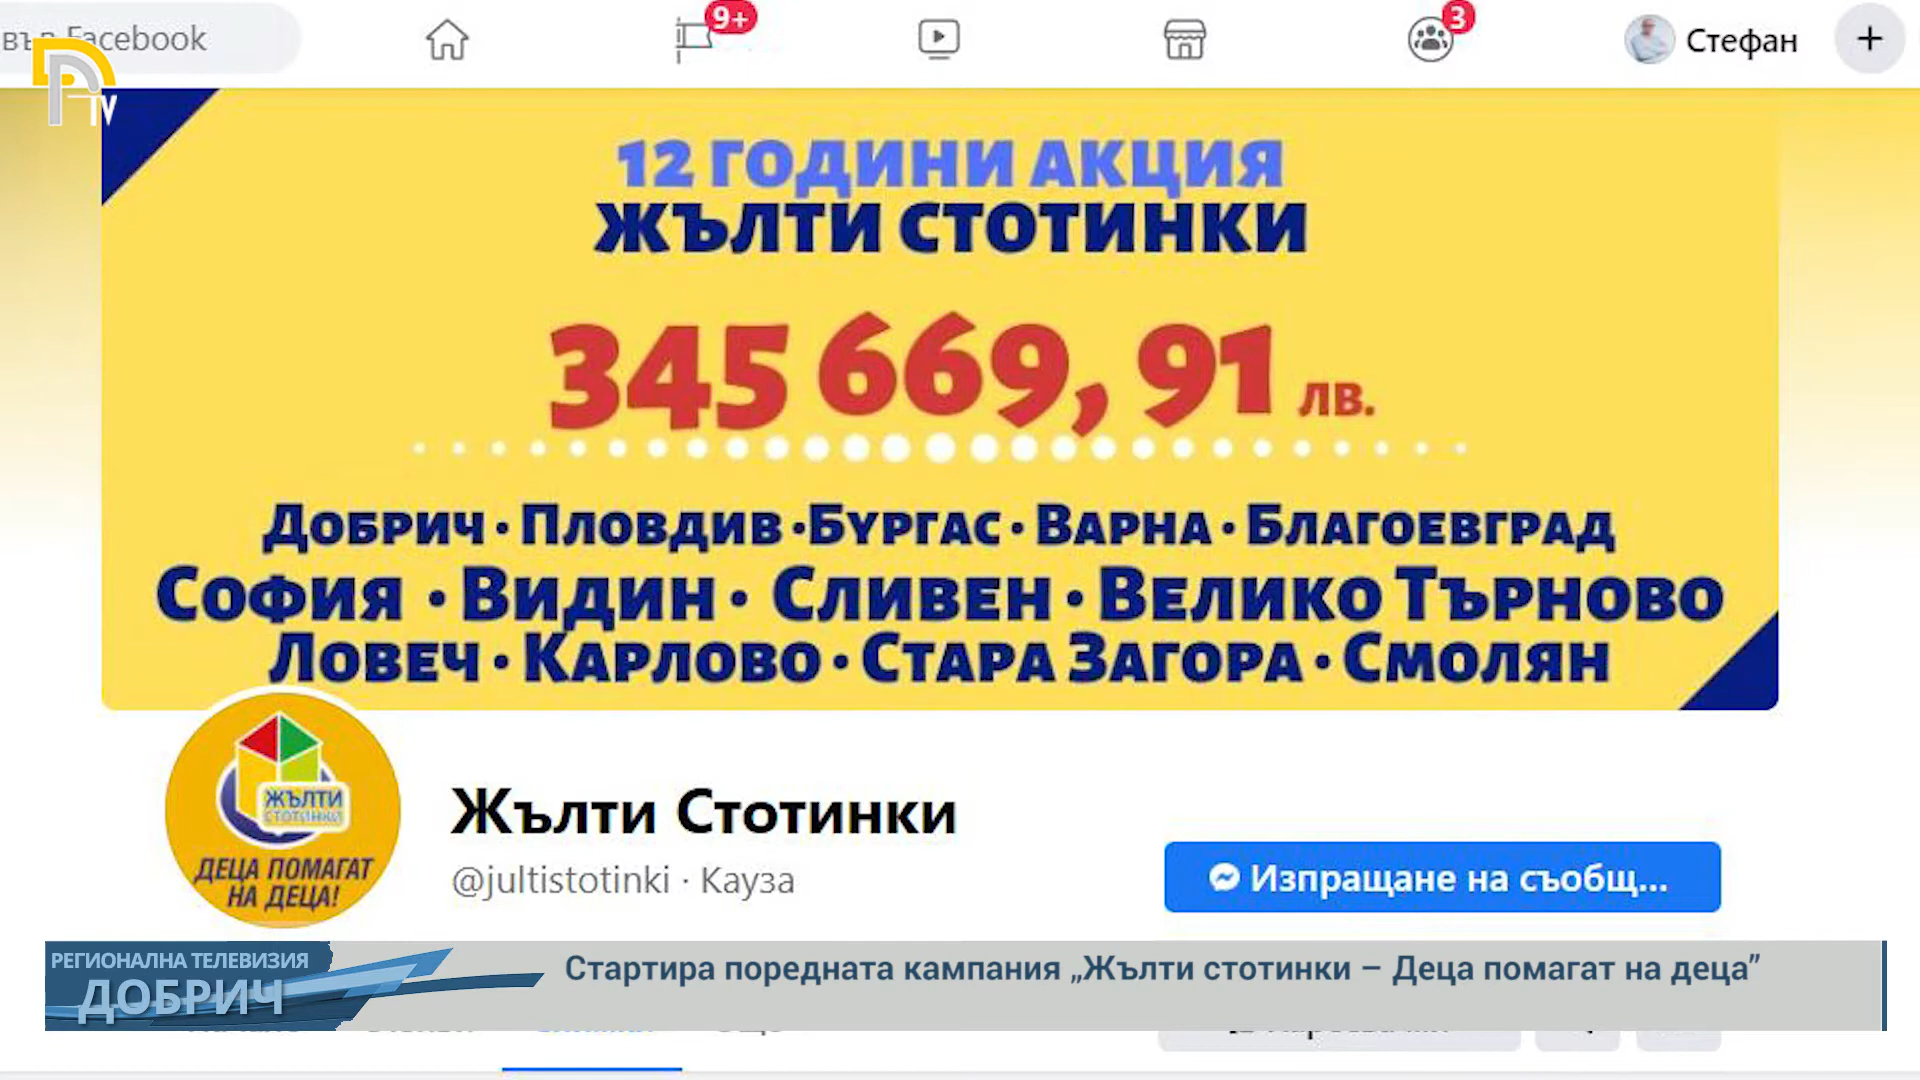 във Facebook
9+
3
Стефан
TV
12 ГОДИНИ АКЦИЯ
ЖЪЛТИ СТОТИНКИ
345 669, 91 лв.
Добрич · Пловдив · Бургас · Варна · Благоевград
София · Видин · Сливен · Велико Търново
Ловеч · Карлово · Стара Загора · Смолян
ЖЪЛТИ
СТОТИНКИ
ДЕЦА ПОМАГАТ
НА ДЕЦА!
Жълти Стотинки
@jultistotinki · Кауза
Изпращане на съобщ...
РЕГИОНАЛНА ТЕЛЕВИЗИЯ
ДОБРИЧ
Стартира поредната кампания „Жълти стотинки – Деца помагат на деца”